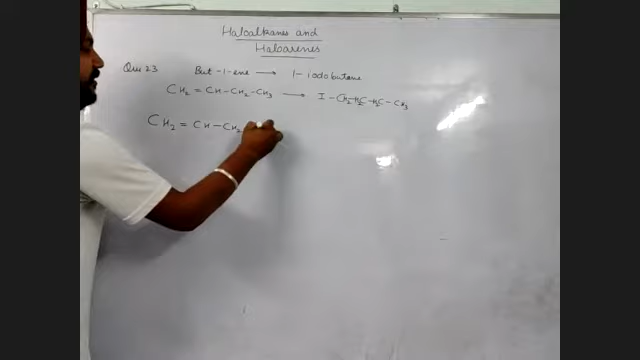 Haloalkanes and
Haloarenes
Que 23 But-1-ene → 1-iodobutane
CH2 = CH-CH2-CH3 → I-CH2-H2C-H2C-CH3
CH2 = CH-CH2